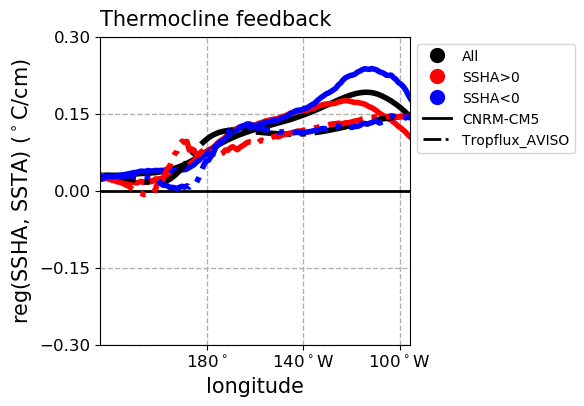 Thermocline feedback
reg(SSHA, SSTA) (°C/cm)
0.30
0.15
0.00
−0.15
−0.30
180°
140°W
100°W
longitude
All
SSHA>0
SSHA<0
CNRM-CM5
Tropflux_AVISO